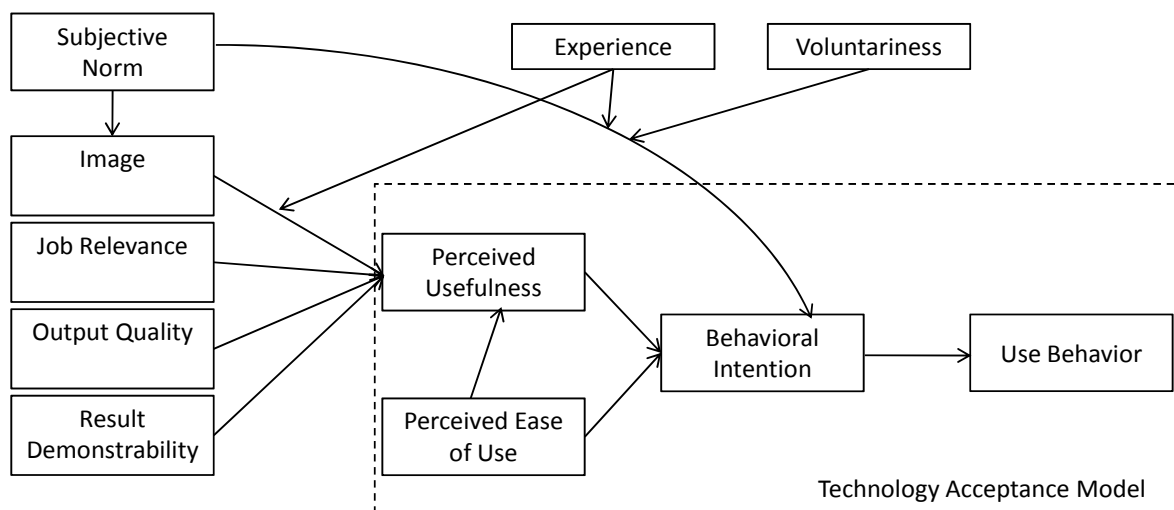 Subjective
Norm
Experience
Voluntariness
Image
Job Relevance
Perceived
Usefulness
Output Quality
Behavioral
Intention
Use Behavior
Result
Demonstrability
Perceived Ease
of Use
Technology Acceptance Model